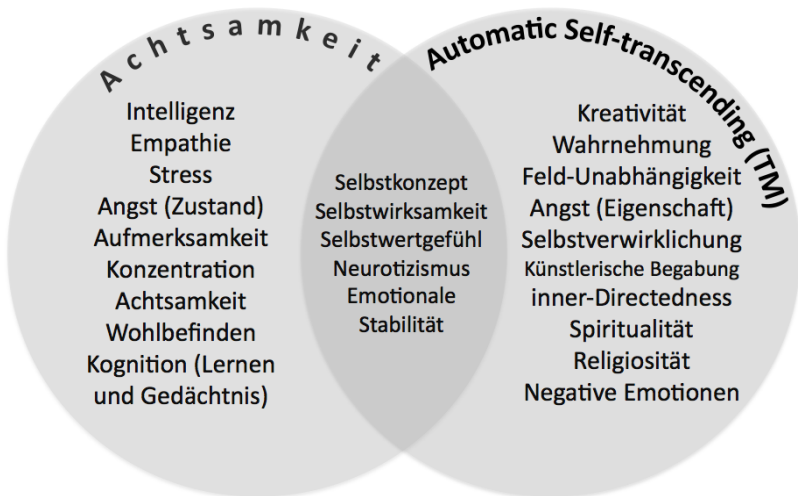 Achtsamkeit
Intelligenz
Empathie
Stress
Angst (Zustand)
Aufmerksamkeit
Konzentration
Achtsamkeit
Wohlbefinden
Kognition (Lernen
und Gedächtnis)
Selbstkonzept
Selbstwirksamkeit
Selbstwertgefühl
Neurotizismus
Emotionale
Stabilität
Automatic Self-transcending (TM)
Kreativität
Wahrnehmung
Feld-Unabhängigkeit
Angst (Eigenschaft)
Selbstverwirklichung
Künstlerische Begabung
inner-Directedness
Spiritualität
Religiosität
Negative Emotionen